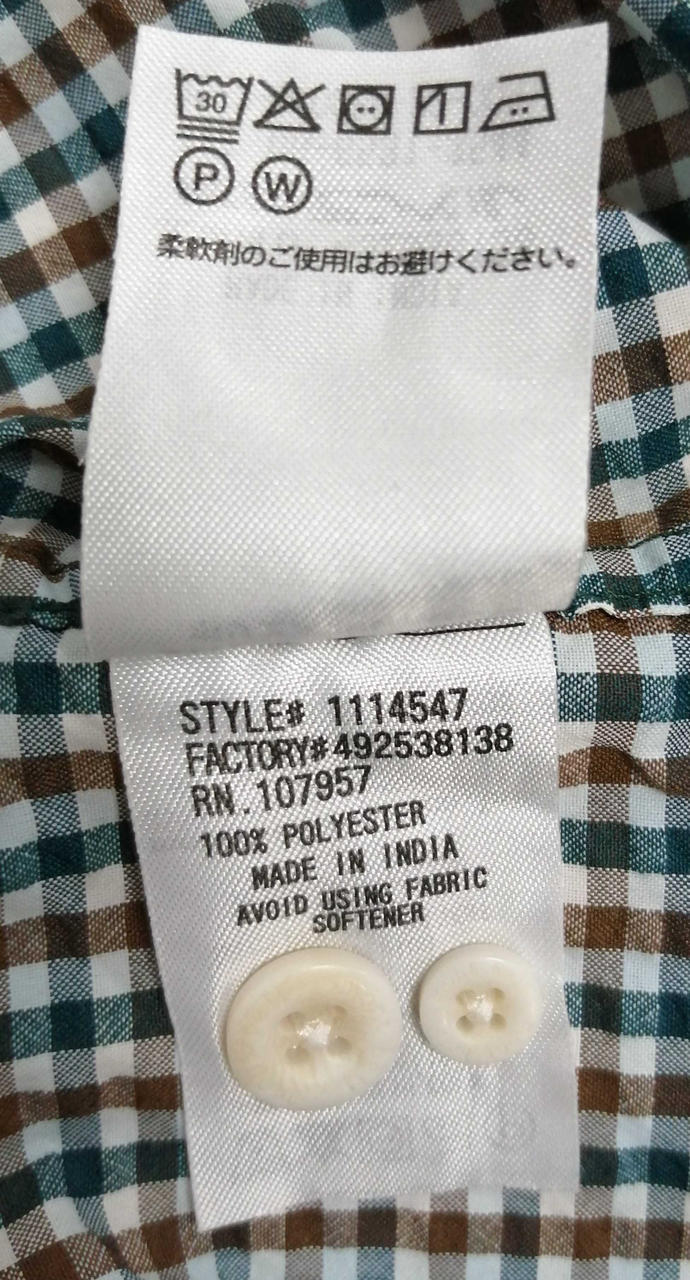 30
P W
柔軟剤のご使用はお避けください。
STYLE# 1114547
FACTORY#492538138
RN.107957
100% POLYESTER
MADE IN INDIA
AVOID USING FABRIC
SOFTENER